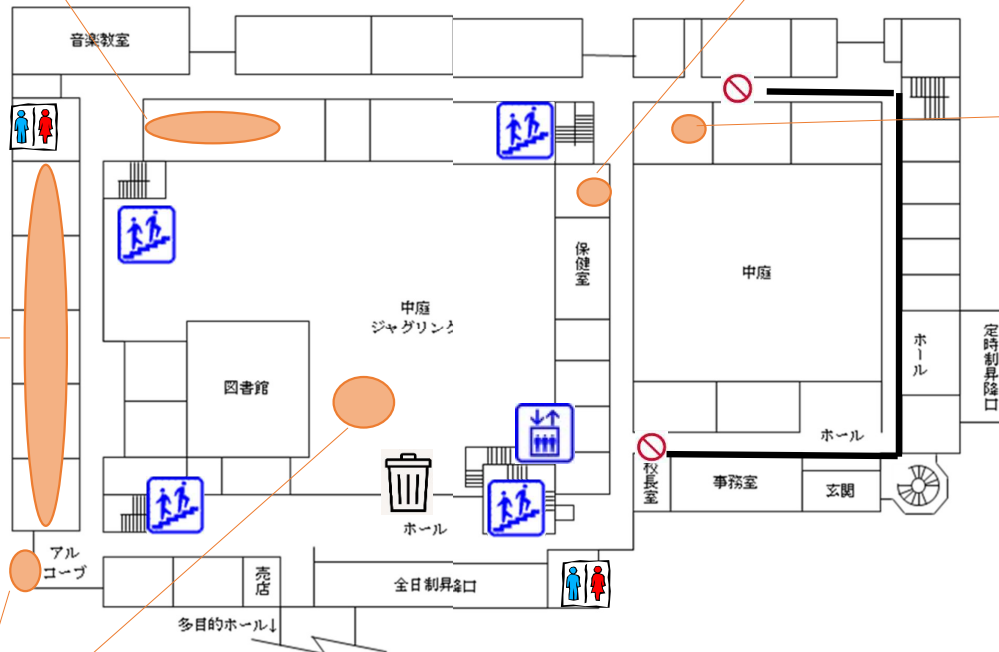 音楽教室
保健室
中庭
中庭
ジャグリング
図書館
ホール
定時制昇降口
ホール
校長室
事務室
玄関
ホール
アル
コーブ
売店
全日制昇降口
多目的ホール↓